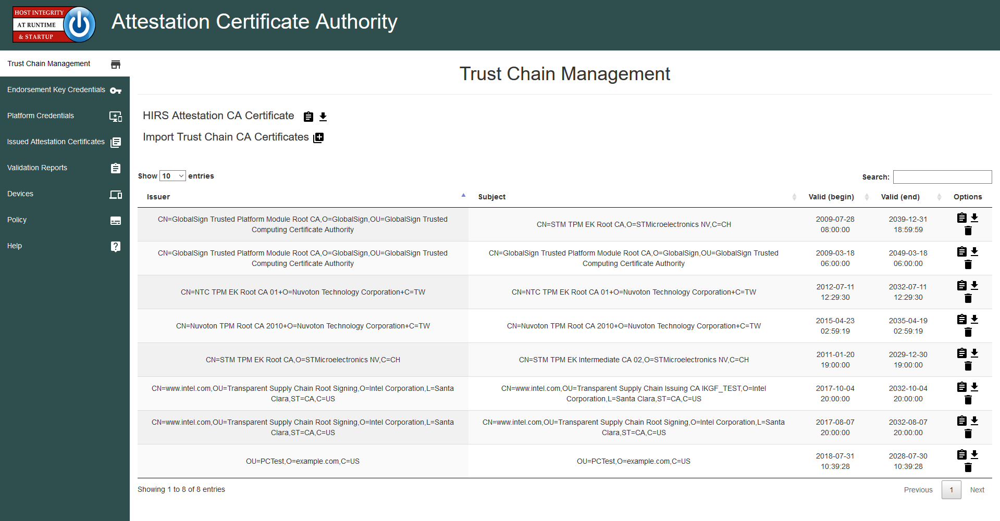 HOST INTEGRITY
AT RUNTIME
& STARTUP
Attestation Certificate Authority
Trust Chain Management
Endorsement Key Credentials
Platform Credentials
Issued Attestation Certificates
Validation Reports
Devices
Policy
Help
Trust Chain Management
HIRS Attestation CA Certificate
Import Trust Chain CA Certificates
Show 10 entries
Search:
Issuer Subject Valid (begin) Valid (end) Options
CN=GlobalSign Trusted Platform Module Root CA,O=GlobalSign,OU=GlobalSign Trusted
Computing Certificate Authority
CN=STM TPM EK Root CA,O=STMicroelectronics NV,C=CH
2009-07-28
08:00:00
2039-12-31
18:59:59
CN=GlobalSign Trusted Platform Module Root CA,O=GlobalSign,OU=GlobalSign Trusted
Computing Certificate Authority
CN=GlobalSign Trusted Platform Module Root CA,O=GlobalSign,OU=GlobalSign Trusted
Computing Certificate Authority
2009-03-18
06:00:00
2049-03-18
06:00:00
CN=NTC TPM EK Root CA 01+O=Nuvoton Technology Corporation+C=TW
CN=NTC TPM EK Root CA 01+O=Nuvoton Technology Corporation+C=TW
2012-07-11
12:29:30
2032-07-11
12:29:30
CN=Nuvoton TPM Root CA 2010+O=Nuvoton Technology Corporation+C=TW
CN=Nuvoton TPM Root CA 2010+O=Nuvoton Technology Corporation+C=TW
2015-04-23
02:59:19
2035-04-19
02:59:19
CN=STM TPM EK Root CA,O=STMicroelectronics NV,C=CH
CN=STM TPM EK Intermediate CA 02,O=STMicroelectronics NV,C=CH
2011-01-20
19:00:00
2029-12-30
19:00:00
CN=www.intel.com,OU=Transparent Supply Chain Root Signing,O=Intel Corporation,L=Santa
Clara,ST=CA,C=US
CN=www.intel.com,OU=Transparent Supply Chain Issuing CA IKGF_TEST,O=Intel
Corporation,L=Santa Clara,ST=CA,C=US
2017-10-04
20:00:00
2032-10-04
20:00:00
CN=www.intel.com,OU=Transparent Supply Chain Root Signing,O=Intel Corporation,L=Santa
Clara,ST=CA,C=US
CN=www.intel.com,OU=Transparent Supply Chain Root Signing,O=Intel Corporation,L=Santa
Clara,ST=CA,C=US
2017-08-07
20:00:00
2032-08-07
20:00:00
OU=PCTest,O=example.com,C=US
OU=PCTest,O=example.com,C=US
2018-07-31
10:39:28
2028-07-30
10:39:28
Showing 1 to 8 of 8 entries
Previous 1 Next